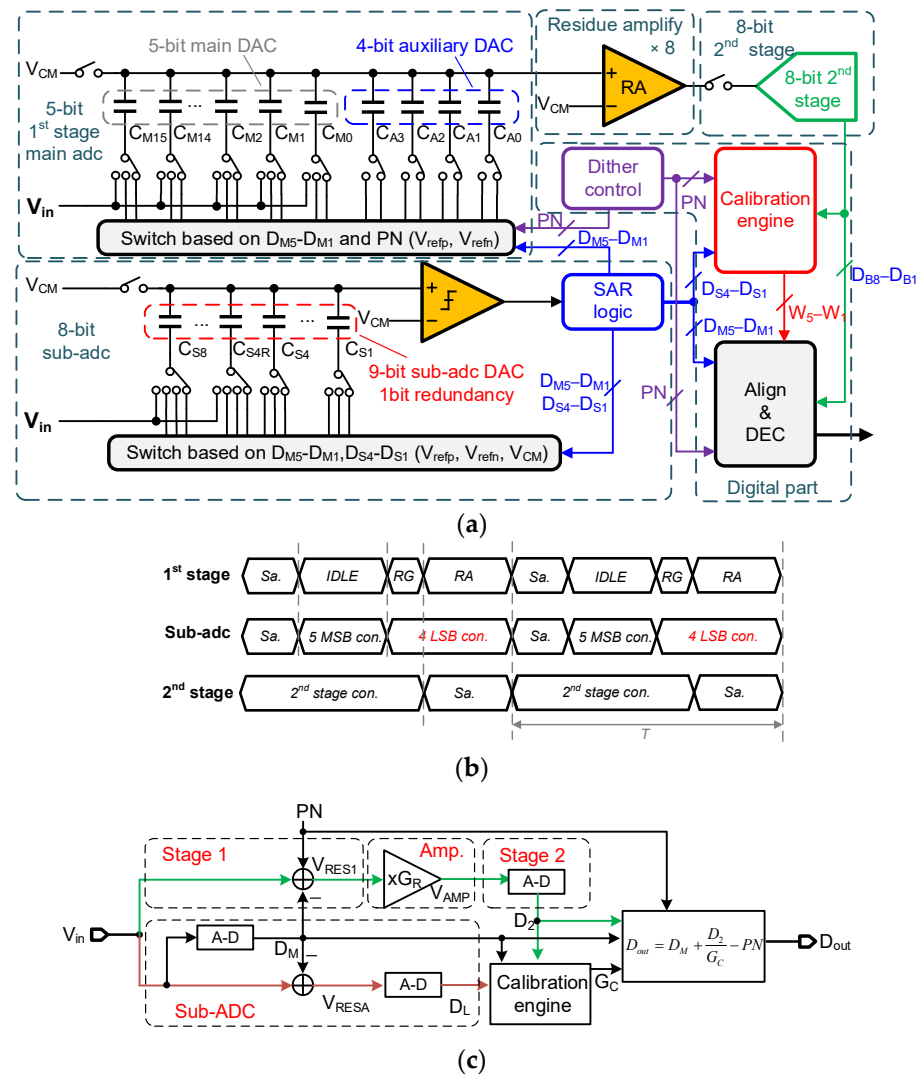 5-bit main DAC
4-bit auxiliary DAC
Residue amplify
× 8
8-bit
2nd stage
VCM
5-bit
1st stage
main adc
...
CM15
CM14
CM2
CM1
CM0
CA3
CA2
CA1
CA0
+
VCM
−
RA
8-bit 2nd
stage
Vin
Switch based on DM5-DM1 and PN (Vrefp, Vrefn)
Dither
control
PN
PN
DM5–DM1
Calibration
engine
DB8–DB1
VCM
8-bit
sub-adc
...
...
CS8
CS4R
CS4
CS1
+
VCM
−
SAR
logic
DS4–DS1
W5–W1
DM5–DM1
9-bit sub-adc DAC
1bit redundancy
DM5–DM1
DS4–DS1
PN
Align
&
DEC
Vin
Switch based on DM5-DM1,DS4-DS1 (Vrefp, Vrefn, VCM)
Digital part
(a)
1st stage
Sa.
IDLE
RG
RA
Sa.
IDLE
RG
RA
Sub-adc
Sa.
5 MSB con.
4 LSB con.
Sa.
5 MSB con.
4 LSB con.
2nd stage
2nd stage con.
Sa.
2nd stage con.
Sa.
T
(b)
PN
Stage 1
VRES1
Amp.
xGR
VAMP
Stage 2
A-D
D2
Vin
A-D
DM
−
−
Dout = DM + D2/GC − PN
Dout
VRESA
A-D
DL
Calibration
engine
GC
Sub-ADC
(c)